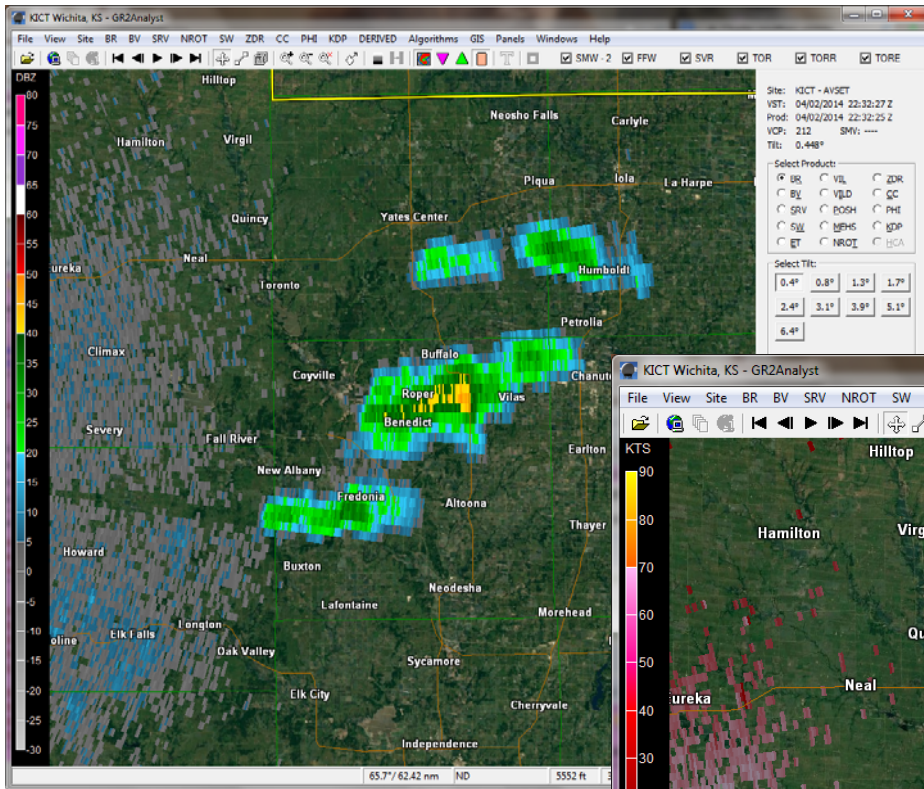 KICT Wichita, KS - GR2Analyst
File View Site BR BV SRV NROT SW ZDR CC PHI KDP DERIVED Algorithms GIS Panels Windows Help
SMW - 2 FFW SVR TOR TORR TORE
DBZ
80
75
70
65
60
55
50
45
40
35
30
25
20
15
10
5
0
-5
-10
-15
-20
-25
-30
Hilltop
Neosho Falls
Carlyle
Hamilton
Virgil
Piqua
Iola
La Harpe
Quincy
Yates Center
Neal
ureka
Toronto
Humboldt
Petrolia
Climax
Buffalo
Coyville
Chanute
Roper
Vilas
Benedict
Severy
Fall River
Earlton
New Albany
Fredonia
Altoona
Thayer
Howard
Buxton
Neodesha
Lafontaine
Morehead
Longton
Elk Falls
oline
Oak Valley
Sycamore
Elk City
Cherryvale
Independence
65.7°/ 62.42 nm ND 5552 ft 3
Site: KICT - AVSET
VST: 04/02/2014 22:32:27 Z
Prod: 04/02/2014 22:32:25 Z
VCP: 212 SMV: ----
Tilt: 0.448°
Select Product:
BR VIL ZDR
BV VILD CC
SRV POSH PHI
SW MEHS KDP
ET NROT HCA
Select Tilt:
0.4° 0.8° 1.3° 1.7°
2.4° 3.1° 3.9° 5.1°
6.4°
KICT Wichita, KS - GR2Analyst
File View Site BR BV SRV NROT SW
KTS
90
80
70
60
50
40
30
Hilltop
Hamilton
Virg
Qu
Neal
ureka